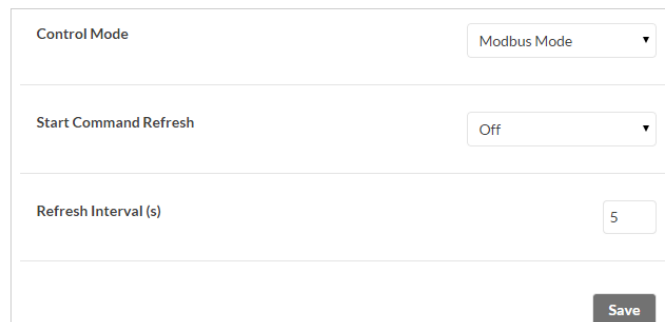 Control Mode
Modbus Mode
Start Command Refresh
Off
Refresh Interval (s)
5
Save